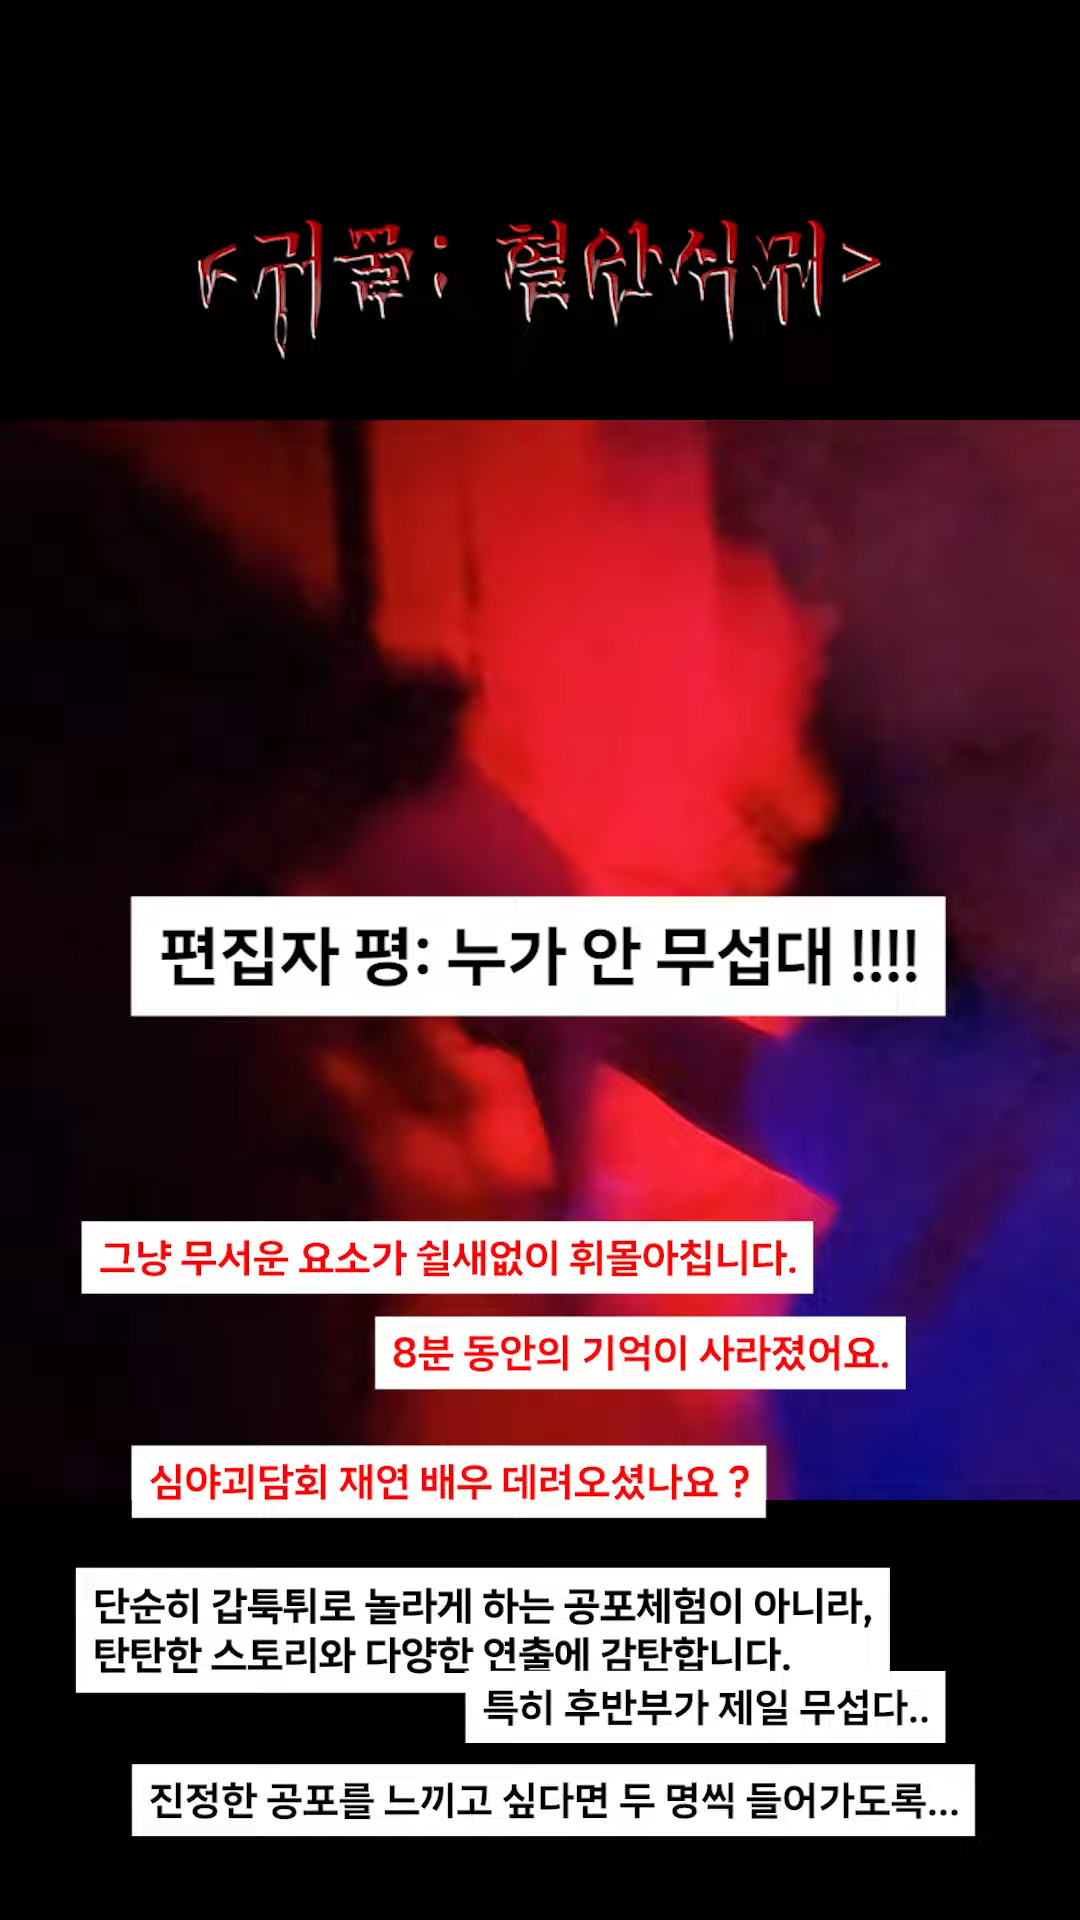 <귀굴: 혈안식귀>
편집자 평: 누가 안 무섭대 !!!!
그냥 무서운 요소가 쉴새없이 휘몰아칩니다.
8분 동안의 기억이 사라졌어요.
심야괴담회 재연 배우 데려오셨나요 ?
단순히 갑툭튀로 놀라게 하는 공포체험이 아니라,
탄탄한 스토리와 다양한 연출에 감탄합니다.
특히 후반부가 제일 무섭다..
진정한 공포를 느끼고 싶다면 두 명씩 들어가도록...